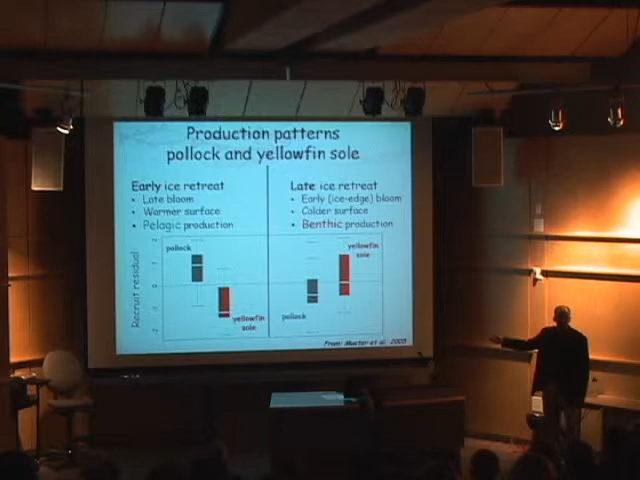 Production patterns
pollock and yellowfin sole
Early ice retreat
• Late bloom
• Warmer surface
• Pelagic production
Late ice retreat
• Early (ice-edge) bloom
• Colder surface
• Benthic production
Recruit residual
pollock
yellowfin
sole
pollock
yellowfin
sole
From: Mueter et al. 2005